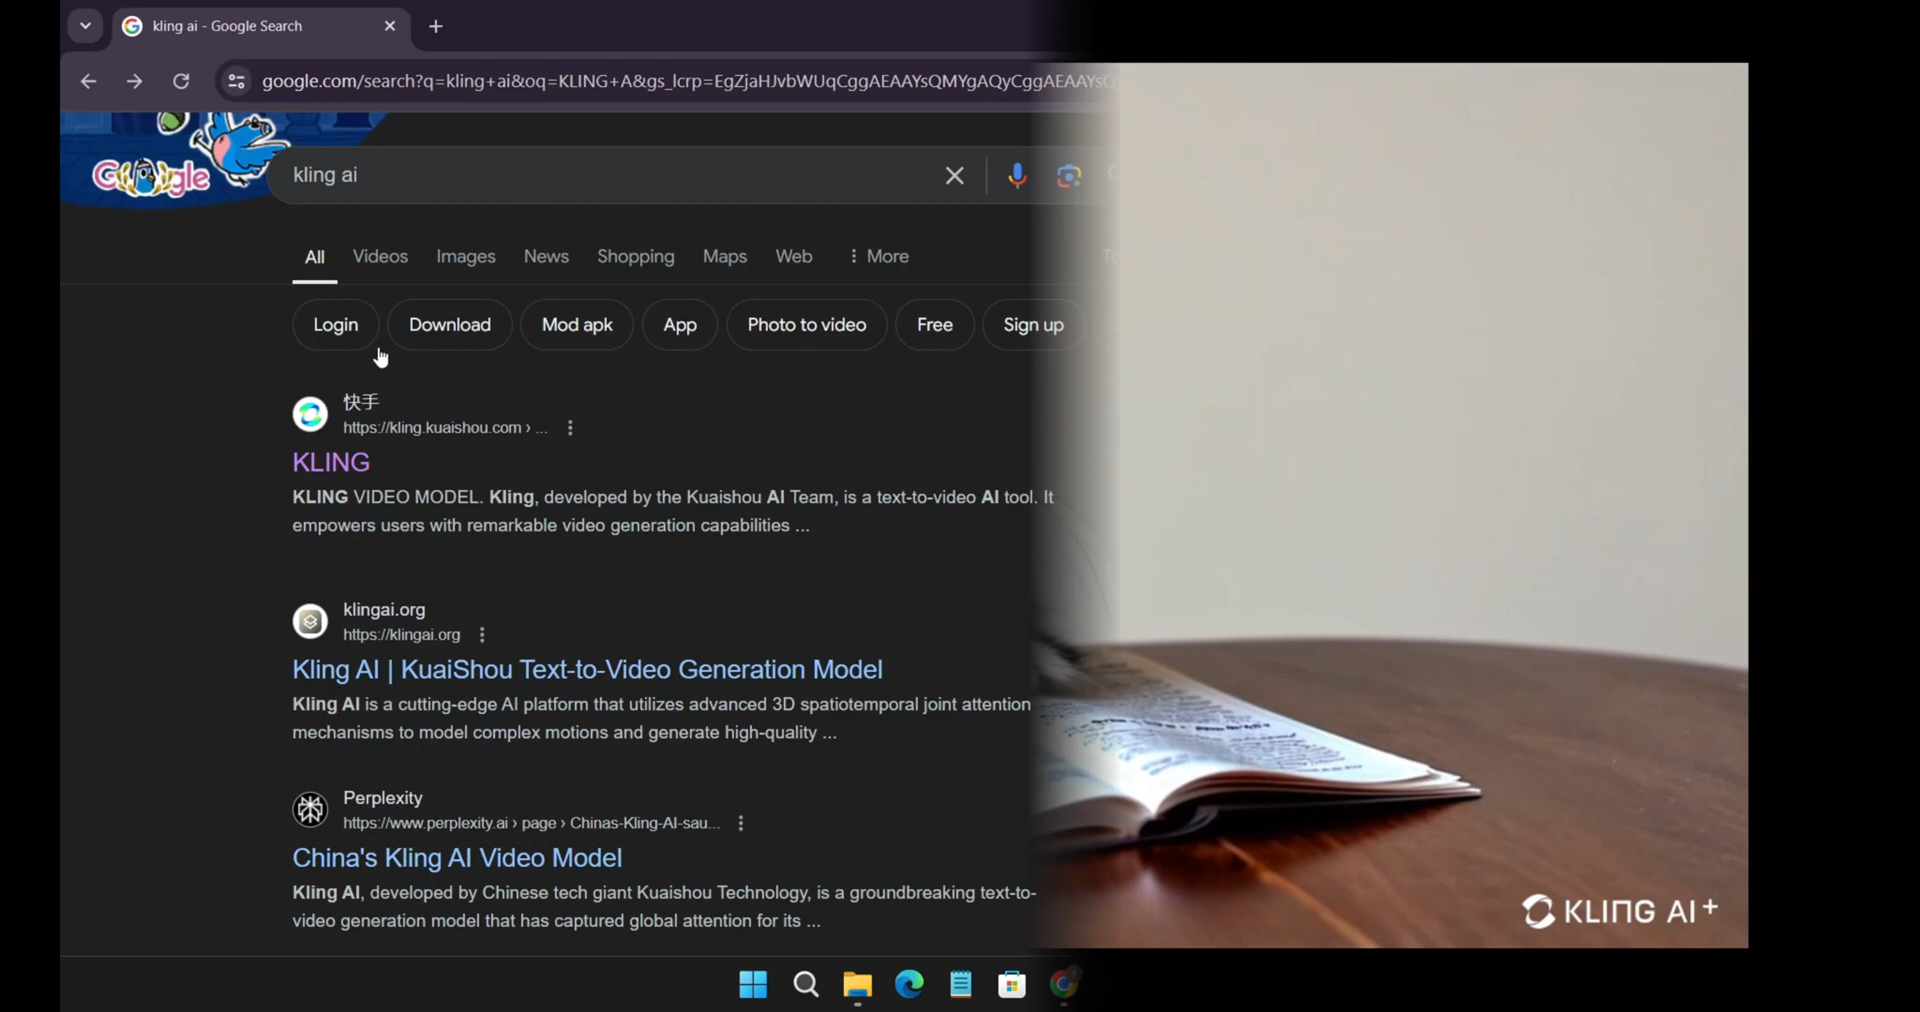 kling ai - Google Search
google.com/search?q=kling+ai&oq=KLING+A&gs_lcrp=EgZjaHJvbWUqCggAEAAYsQMYgAQyCggAEAAYsQ
Google
kling ai
All Videos Images News Shopping Maps Web More
Login Download Mod apk App Photo to video Free Sign up
快手
https://kling.kuaishou.com › ...
KLING
KLING VIDEO MODEL. Kling, developed by the Kuaishou AI Team, is a text-to-video AI tool. It
empowers users with remarkable video generation capabilities ...
klingai.org
https://klingai.org
Kling AI | KuaiShou Text-to-Video Generation Model
Kling AI is a cutting-edge AI platform that utilizes advanced 3D spatiotemporal joint attention
mechanisms to model complex motions and generate high-quality ...
Perplexity
https://www.perplexity.ai › page › Chinas-Kling-AI-sau...
China's Kling AI Video Model
Kling AI, developed by Chinese tech giant Kuaishou Technology, is a groundbreaking text-to-
video generation model that has captured global attention for its ...
KLING AI+